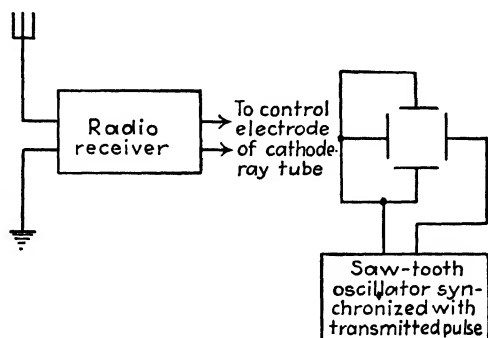 Radio
receiver
To control
electrode
of cathode-
ray tube
Saw-tooth
oscillator syn-
chronized with
transmitted pulse